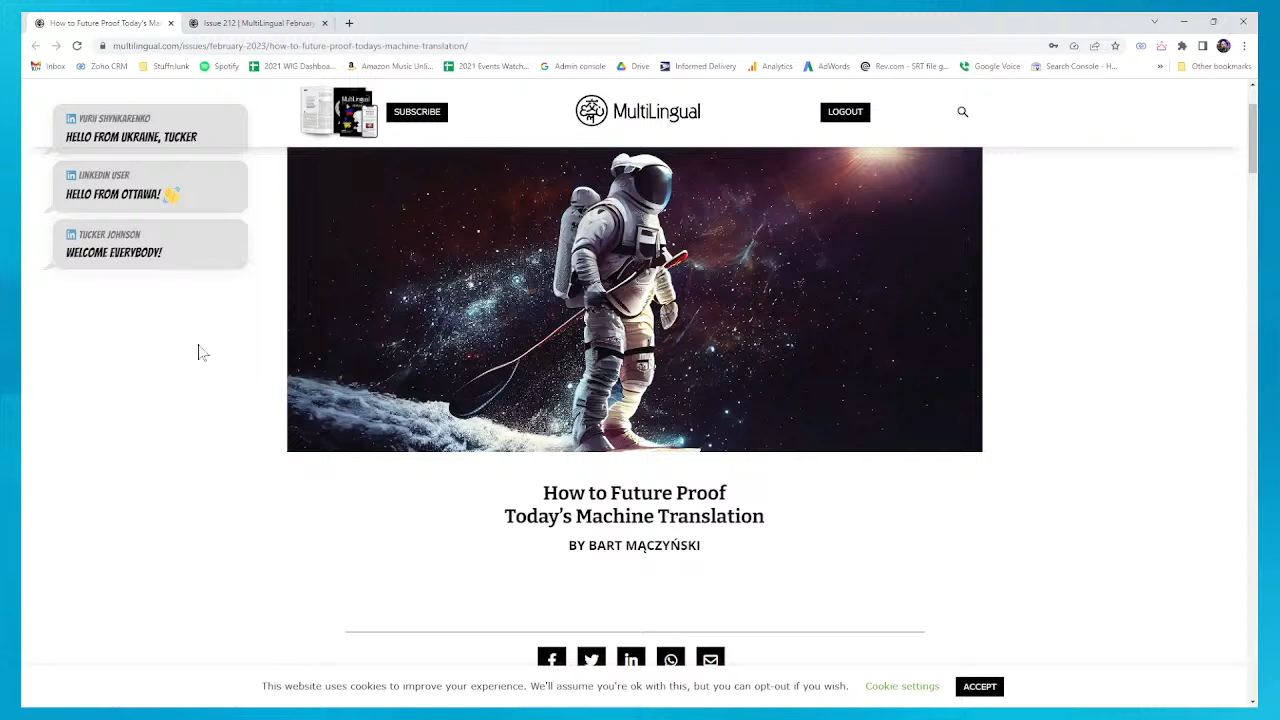 How to Future Proof Today's Ma
Issue 212 | MultiLingual February
multilingual.com/issues/february-2023/how-to-future-proof-todays-machine-translation/
Inbox
Zoho CRM
StuffnJunk
Spotify
2021 WIG Dashboa...
Amazon Music Unli...
2021 Events Watch...
Admin console
Drive
Informed Delivery
Analytics
AdWords
Rev.com - SRT file g...
Google Voice
Search Console - H...
»
Other bookmarks
SUBSCRIBE
MultiLingual
LOGOUT
YURII SHYNKARENKO
HELLO FROM UKRAINE, TUCKER
LINKEDIN USER
HELLO FROM OTTAWA! 👋
TUCKER JOHNSON
WELCOME EVERYBODY!
How to Future Proof
Today's Machine Translation
BY BART MĄCZYŃSKI
This website uses cookies to improve your experience. We'll assume you're ok with this, but you can opt-out if you wish.
Cookie settings
ACCEPT